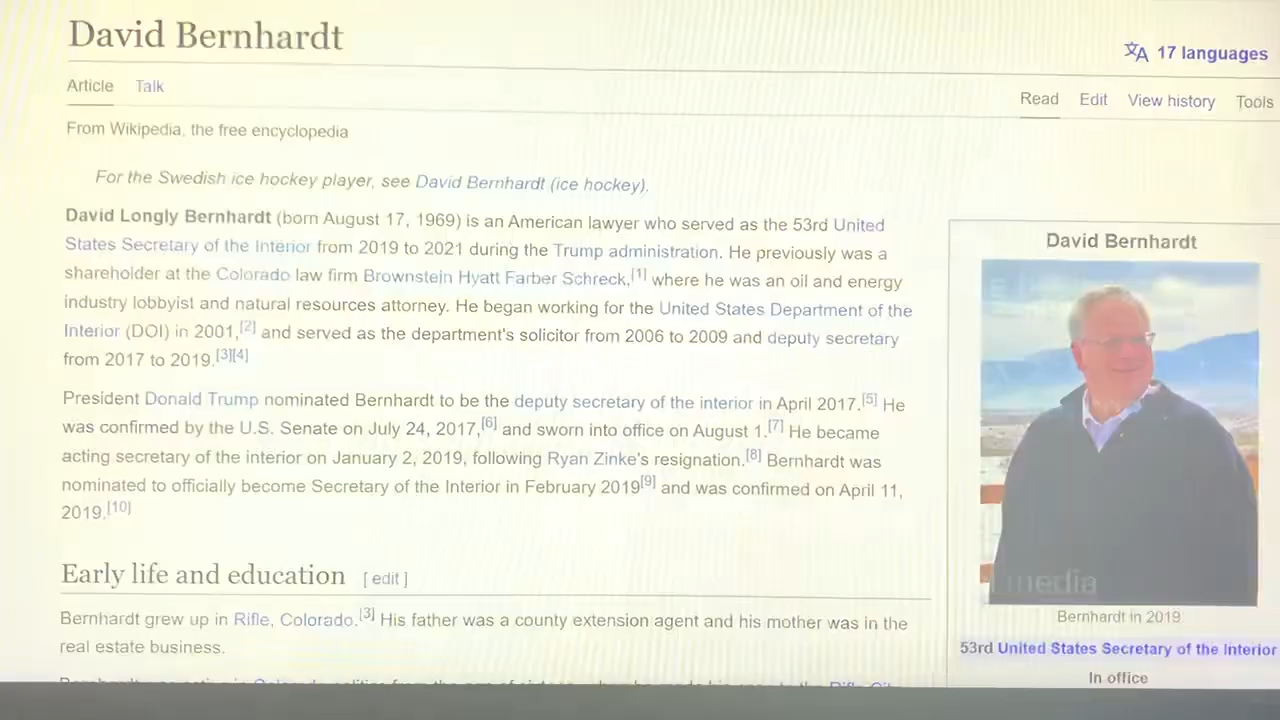 David Bernhardt
17 languages
Article Talk
Read Edit View history Tools
From Wikipedia, the free encyclopedia
For the Swedish ice hockey player, see David Bernhardt (ice hockey).
David Longly Bernhardt (born August 17, 1969) is an American lawyer who served as the 53rd United
States Secretary of the Interior from 2019 to 2021 during the Trump administration. He previously was a
shareholder at the Colorado law firm Brownstein Hyatt Farber Schreck,[1] where he was an oil and energy
industry lobbyist and natural resources attorney. He began working for the United States Department of the
Interior (DOI) in 2001,[2] and served as the department's solicitor from 2006 to 2009 and deputy secretary
from 2017 to 2019.[3][4]
President Donald Trump nominated Bernhardt to be the deputy secretary of the interior in April 2017.[5] He
was confirmed by the U.S. Senate on July 24, 2017,[6] and sworn into office on August 1.[7] He became
acting secretary of the interior on January 2, 2019, following Ryan Zinke's resignation.[8] Bernhardt was
nominated to officially become Secretary of the Interior in February 2019[9] and was confirmed on April 11,
2019.[10]
Early life and education [ edit ]
Bernhardt grew up in Rifle, Colorado.[3] His father was a county extension agent and his mother was in the
real estate business.
David Bernhardt
media
Bernhardt in 2019
53rd United States Secretary of the Interior
In office